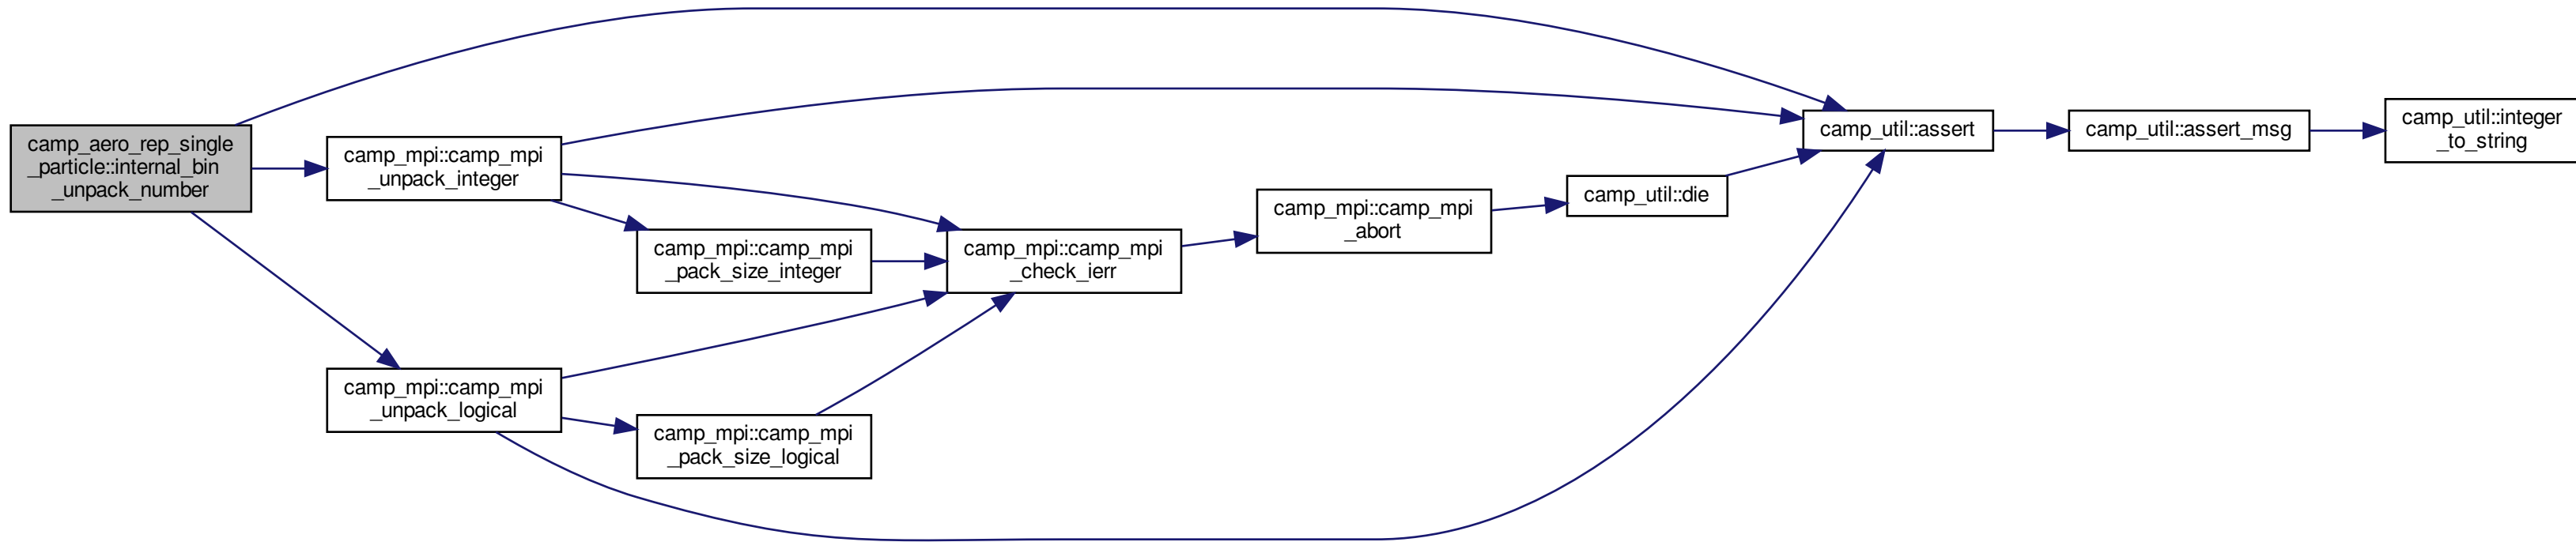 camp_aero_rep_single
_particle::internal_bin
_unpack_number
camp_mpi::camp_mpi
_unpack_integer
camp_mpi::camp_mpi
_pack_size_integer
camp_mpi::camp_mpi
_check_ierr
camp_mpi::camp_mpi
_abort
camp_util::die
camp_util::assert
camp_util::assert_msg
camp_util::integer
_to_string
camp_mpi::camp_mpi
_unpack_logical
camp_mpi::camp_mpi
_pack_size_logical